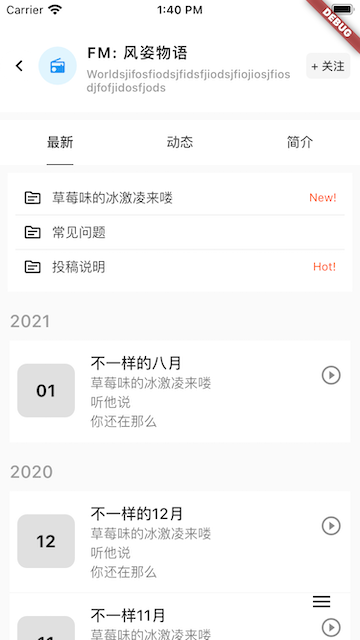 Carrier 1:40 PM
DEBUG
FM: 风姿物语
Worldsjifosfiodsjfidsfjiodsjfiojiosjfios
djfofjidosfjods
+ 关注
最新 动态 简介
草莓味的冰激凌来喽 New!
常见问题
投稿说明 Hot!
2021
不一样的八月
草莓味的冰激凌来喽
01
听他说
你还在那么
2020
不一样的12月
草莓味的冰激凌来喽
12
听他说
你还在那么
不一样11月
草莓味的冰激凌来喽
11